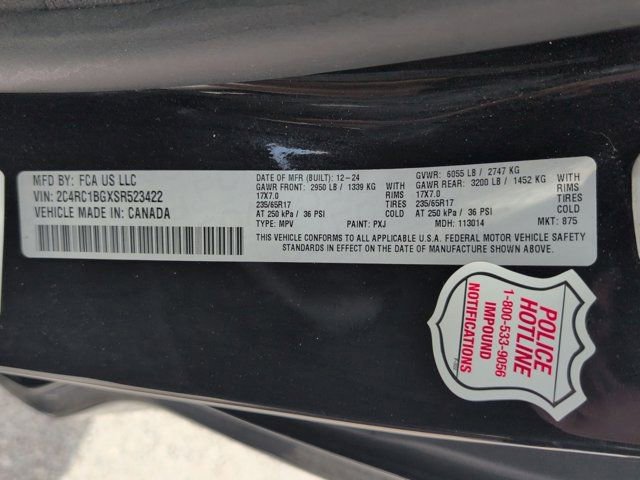 MFD BY: FCA US LLC
VIN: 2C4RC1BGXSR523422
VEHICLE MADE IN: CANADA
DATE OF MFR (BUILT): 12-24
GAWR FRONT: 2950 LB / 1339 KG
17X7.0
235/65R17
AT 250 kPa / 36 PSI
TYPE: MPV
RIMS
TIRES
COLD
PAINT: PXJ
GVWR: 6055 LB / 2747 KG
GAWR REAR: 3200 LB / 1452 KG
17X7.0
235/65R17
AT 250 kPa / 36 PSI
MDH: 113014
RIMS
TIRES
COLD
MKT: 875
THIS VEHICLE CONFORMS TO ALL APPLICABLE U.S.A. FEDERAL MOTOR VEHICLE SAFETY
STANDARDS IN EFFECT ON THE DATE OF MANUFACTURE SHOWN ABOVE.
POLICE
HOTLINE
1-800-533-9056
IMPOUND
NOTIFICATIONS